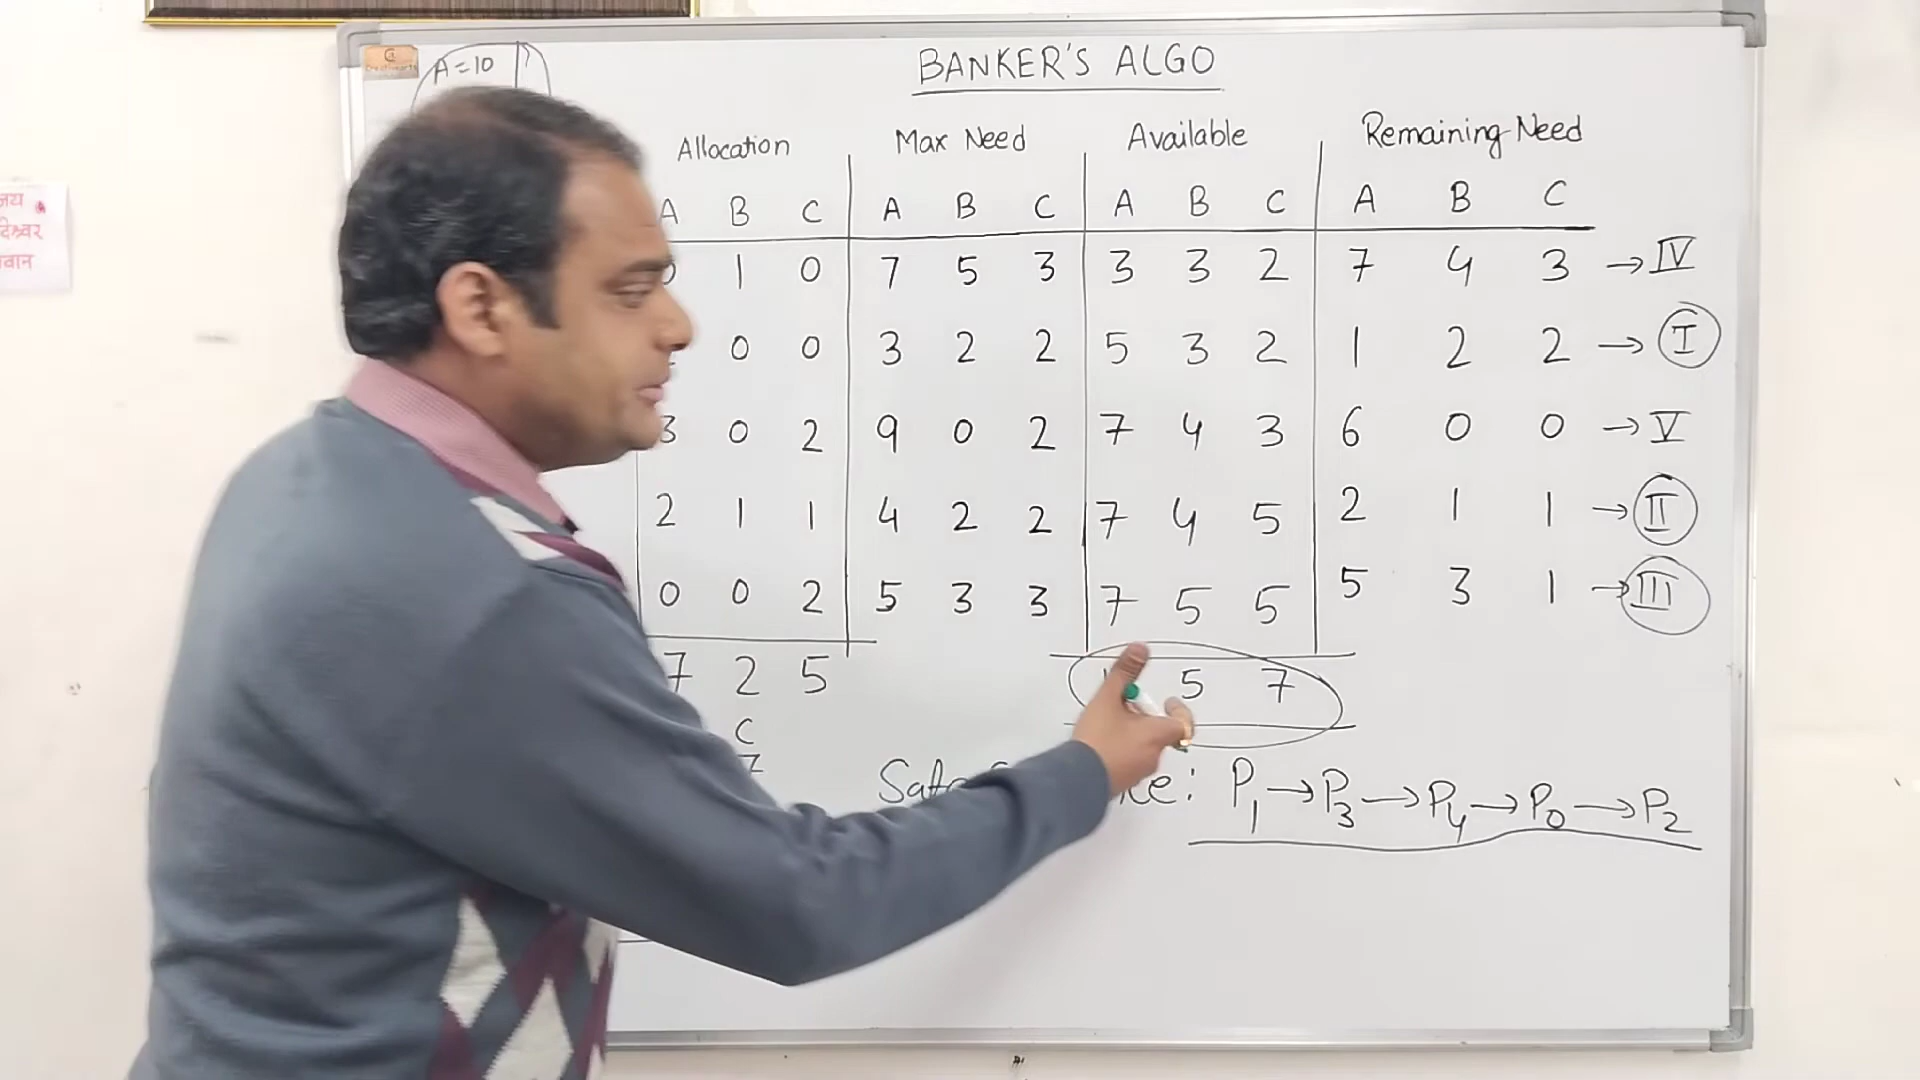 A=10
BANKER'S ALGO
Allocation Max Need Available Remaining Need
A B C A B C A B C A B C
1 0 7 5 3 3 3 2 7 4 3 → IV
0 0 3 2 2 5 3 2 1 2 2 → I
3 0 2 9 0 2 7 4 3 6 0 0 → V
2 1 1 4 2 2 7 4 5 2 1 1 → II
0 0 2 5 3 3 7 5 5 5 3 1 → III
7 2 5 5 7
C
7
: P1 → P3 → P4 → P0 → P2